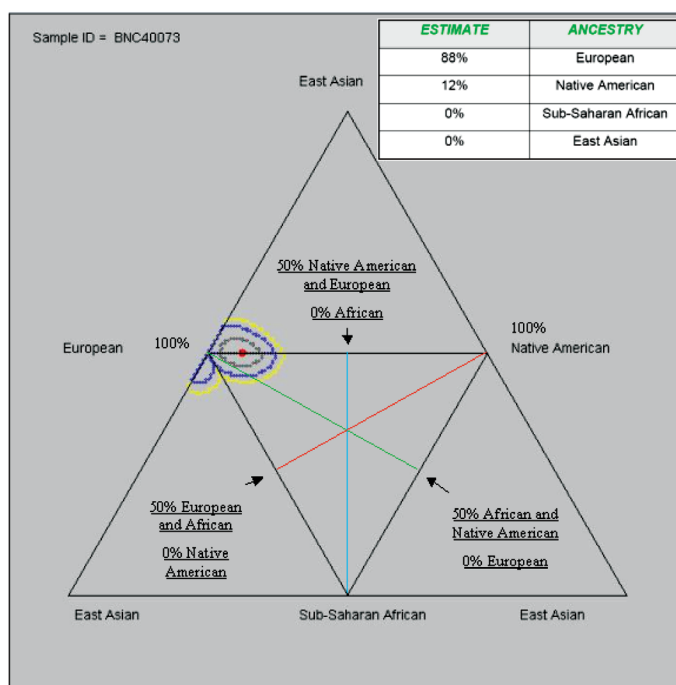 Sample ID = BNC40073
ESTIMATE ANCESTRY
88% European
12% Native American
0% Sub-Saharan African
0% East Asian
East Asian
50% Native American
and European
0% African
European 100%
100%
Native American
50% European
and African
0% Native
American
50% African and
Native American
0% European
East Asian
Sub-Saharan African
East Asian